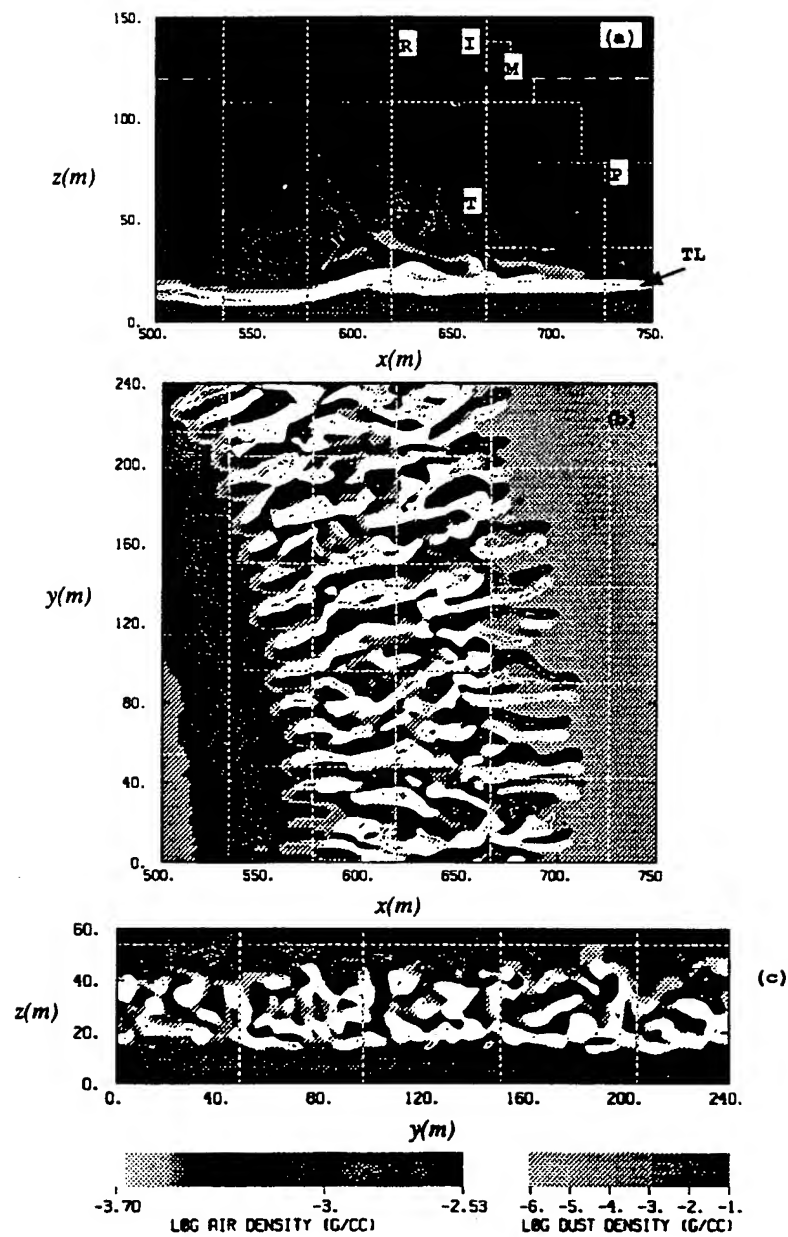 150.
(a)
R
I
M
100.
z(m)
P
50.
T
TL
0.
500.
550.
600.
650.
700.
750.
x(m)
240.
(b)
200.
160.
y(m)
120.
80.
40.
0.
500.
550.
600.
650.
700.
750.
x(m)
60.
(c)
40.
z(m)
20.
0.
0.
40.
80.
120.
160.
200.
240.
y(m)
-3.70
-3.
-2.53
-6.
-5.
-4.
-3.
-2.
-1.
LØG AIR DENSITY (G/CC)
LØG DUST DENSITY (G/CC)